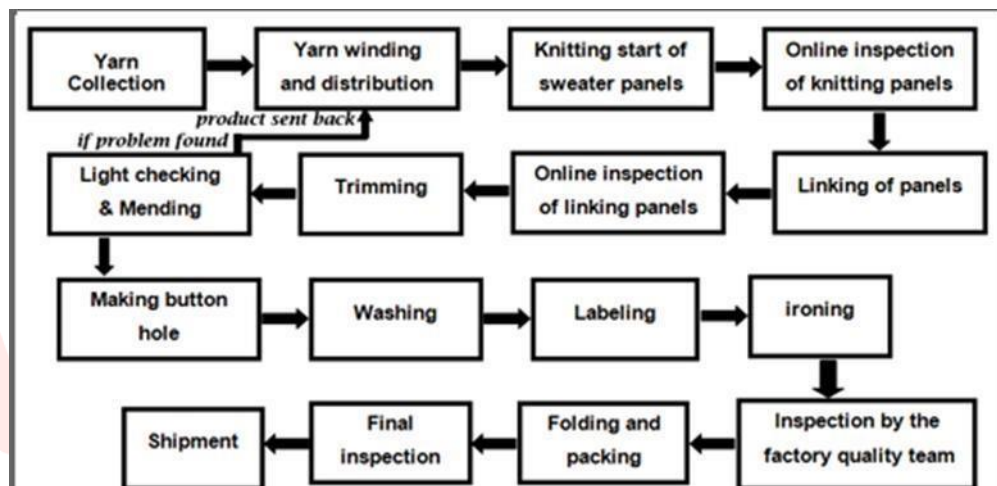 Yarn
Collection
Yarn winding
and distribution
Knitting start of
sweater panels
Online inspection
of knitting panels
product sent back
if problem found
Light checking
& Mending
Trimming
Online inspection
of linking panels
Linking of panels
Making button
hole
Washing
Labeling
ironing
Shipment
Final
inspection
Folding and
packing
Inspection by the
factory quality team